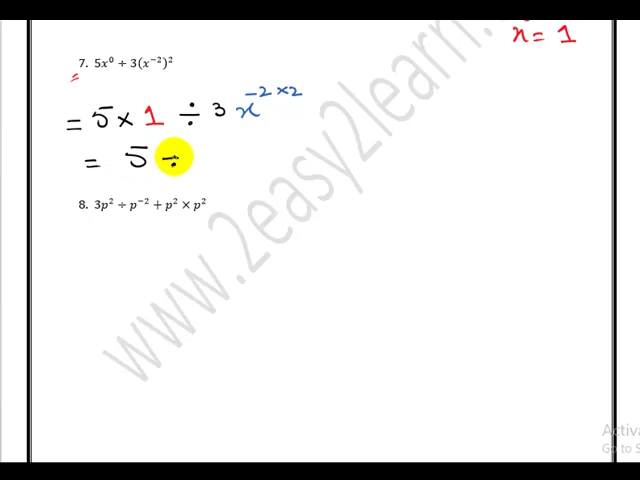 x = 1
7. 5x⁰ ÷ 3(x⁻²)²
= 5 × 1 ÷ 3 x⁻²ˣ²
= 5 ÷
8. 3p² ÷ p⁻² + p² × p²
www.2easy2learn.
Activa
Go to S